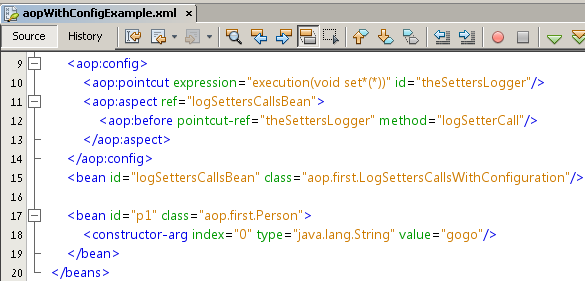 aopWithConfigExample.xml
Source History
9 <aop:config>
10 <aop:pointcut expression="execution(void set*(*))" id="theSettersLogger"/>
11 <aop:aspect ref="logSettersCallsBean">
12 <aop:before pointcut-ref="theSettersLogger" method="logSetterCall"/>
13 </aop:aspect>
14 </aop:config>
15 <bean id="logSettersCallsBean" class="aop.first.LogSettersCallsWithConfiguration"/>
16
17 <bean id="p1" class="aop.first.Person">
18 <constructor-arg index="0" type="java.lang.String" value="gogo"/>
19 </bean>
20 </beans>